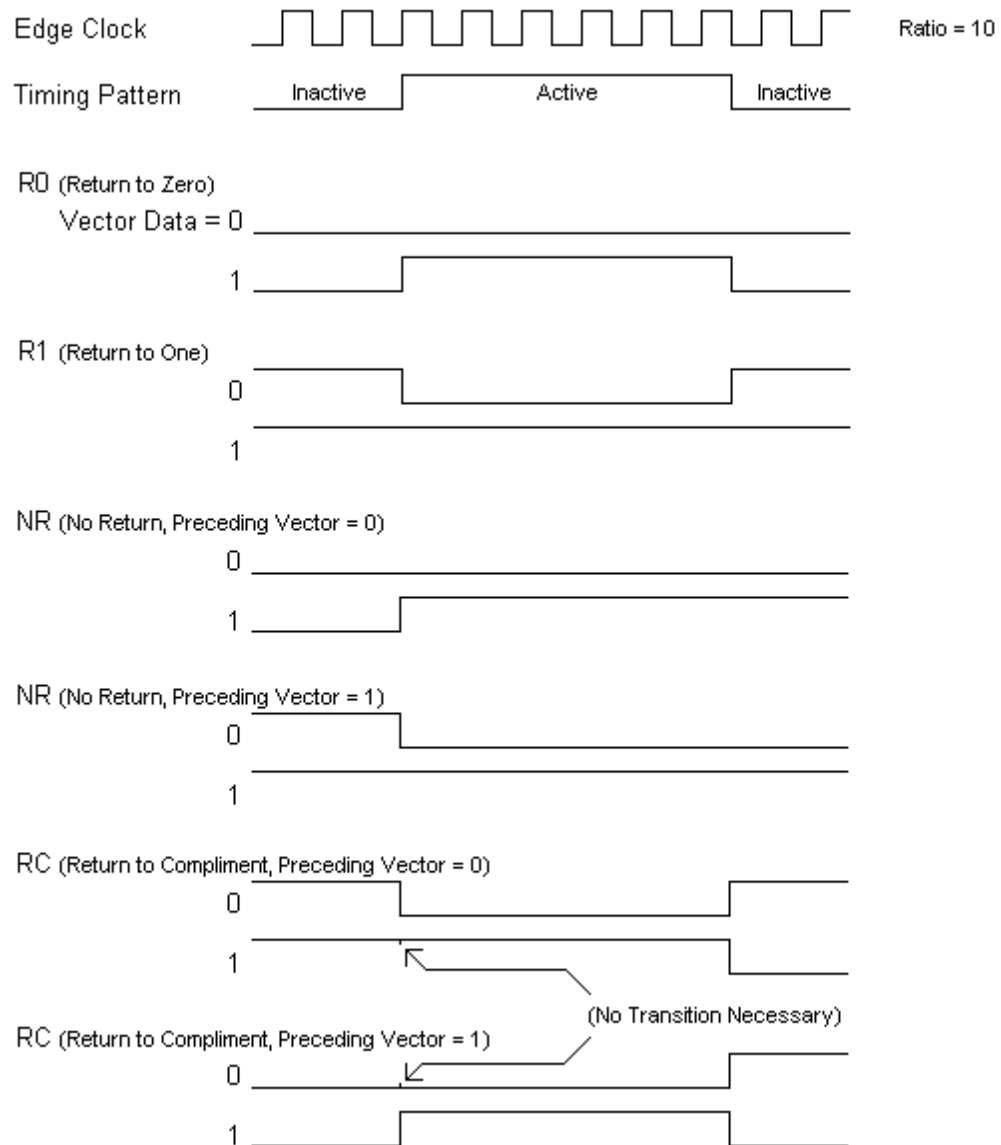 Edge Clock Ratio = 10
Timing Pattern Inactive Active Inactive
R0 (Return to Zero)
Vector Data = 0
1
R1 (Return to One)
0
1
NR (No Return, Preceding Vector = 0)
0
1
NR (No Return, Preceding Vector = 1)
0
1
RC (Return to Compliment, Preceding Vector = 0)
0
1
(No Transition Necessary)
RC (Return to Compliment, Preceding Vector = 1)
0
1